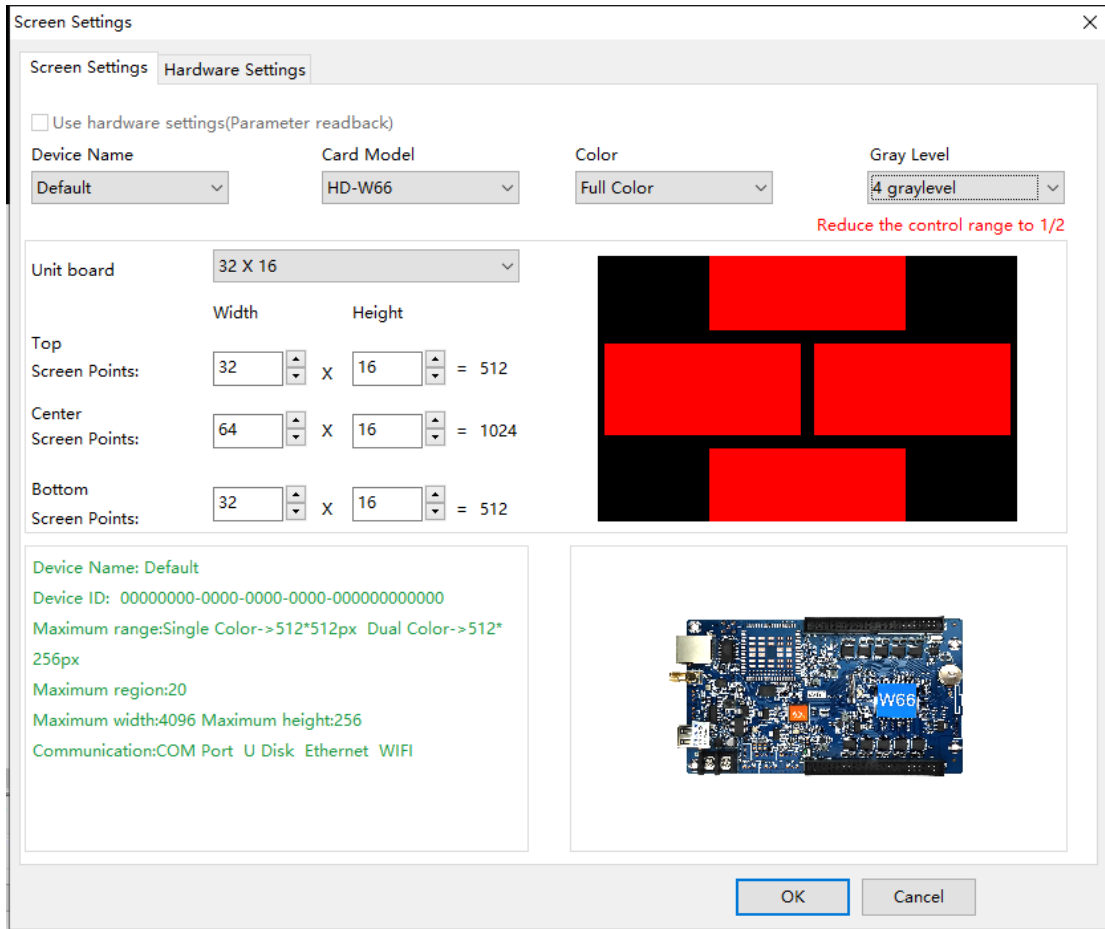 Screen Settings
Screen Settings Hardware Settings
Use hardware settings(Parameter readback)
Device Name Card Model Color Gray Level
Default HD-W66 Full Color 4 graylevel
Reduce the control range to 1/2
Unit board 32 X 16
Width Height
Top
Screen Points: 32 X 16 = 512
Center
Screen Points: 64 X 16 = 1024
Bottom
Screen Points: 32 X 16 = 512
Device Name: Default
Device ID: 00000000-0000-0000-0000-000000000000
Maximum range:Single Color->512*512px Dual Color->512*
256px
Maximum region:20
Maximum width:4096 Maximum height:256
Communication:COM Port U Disk Ethernet WIFI
W66
OK Cancel